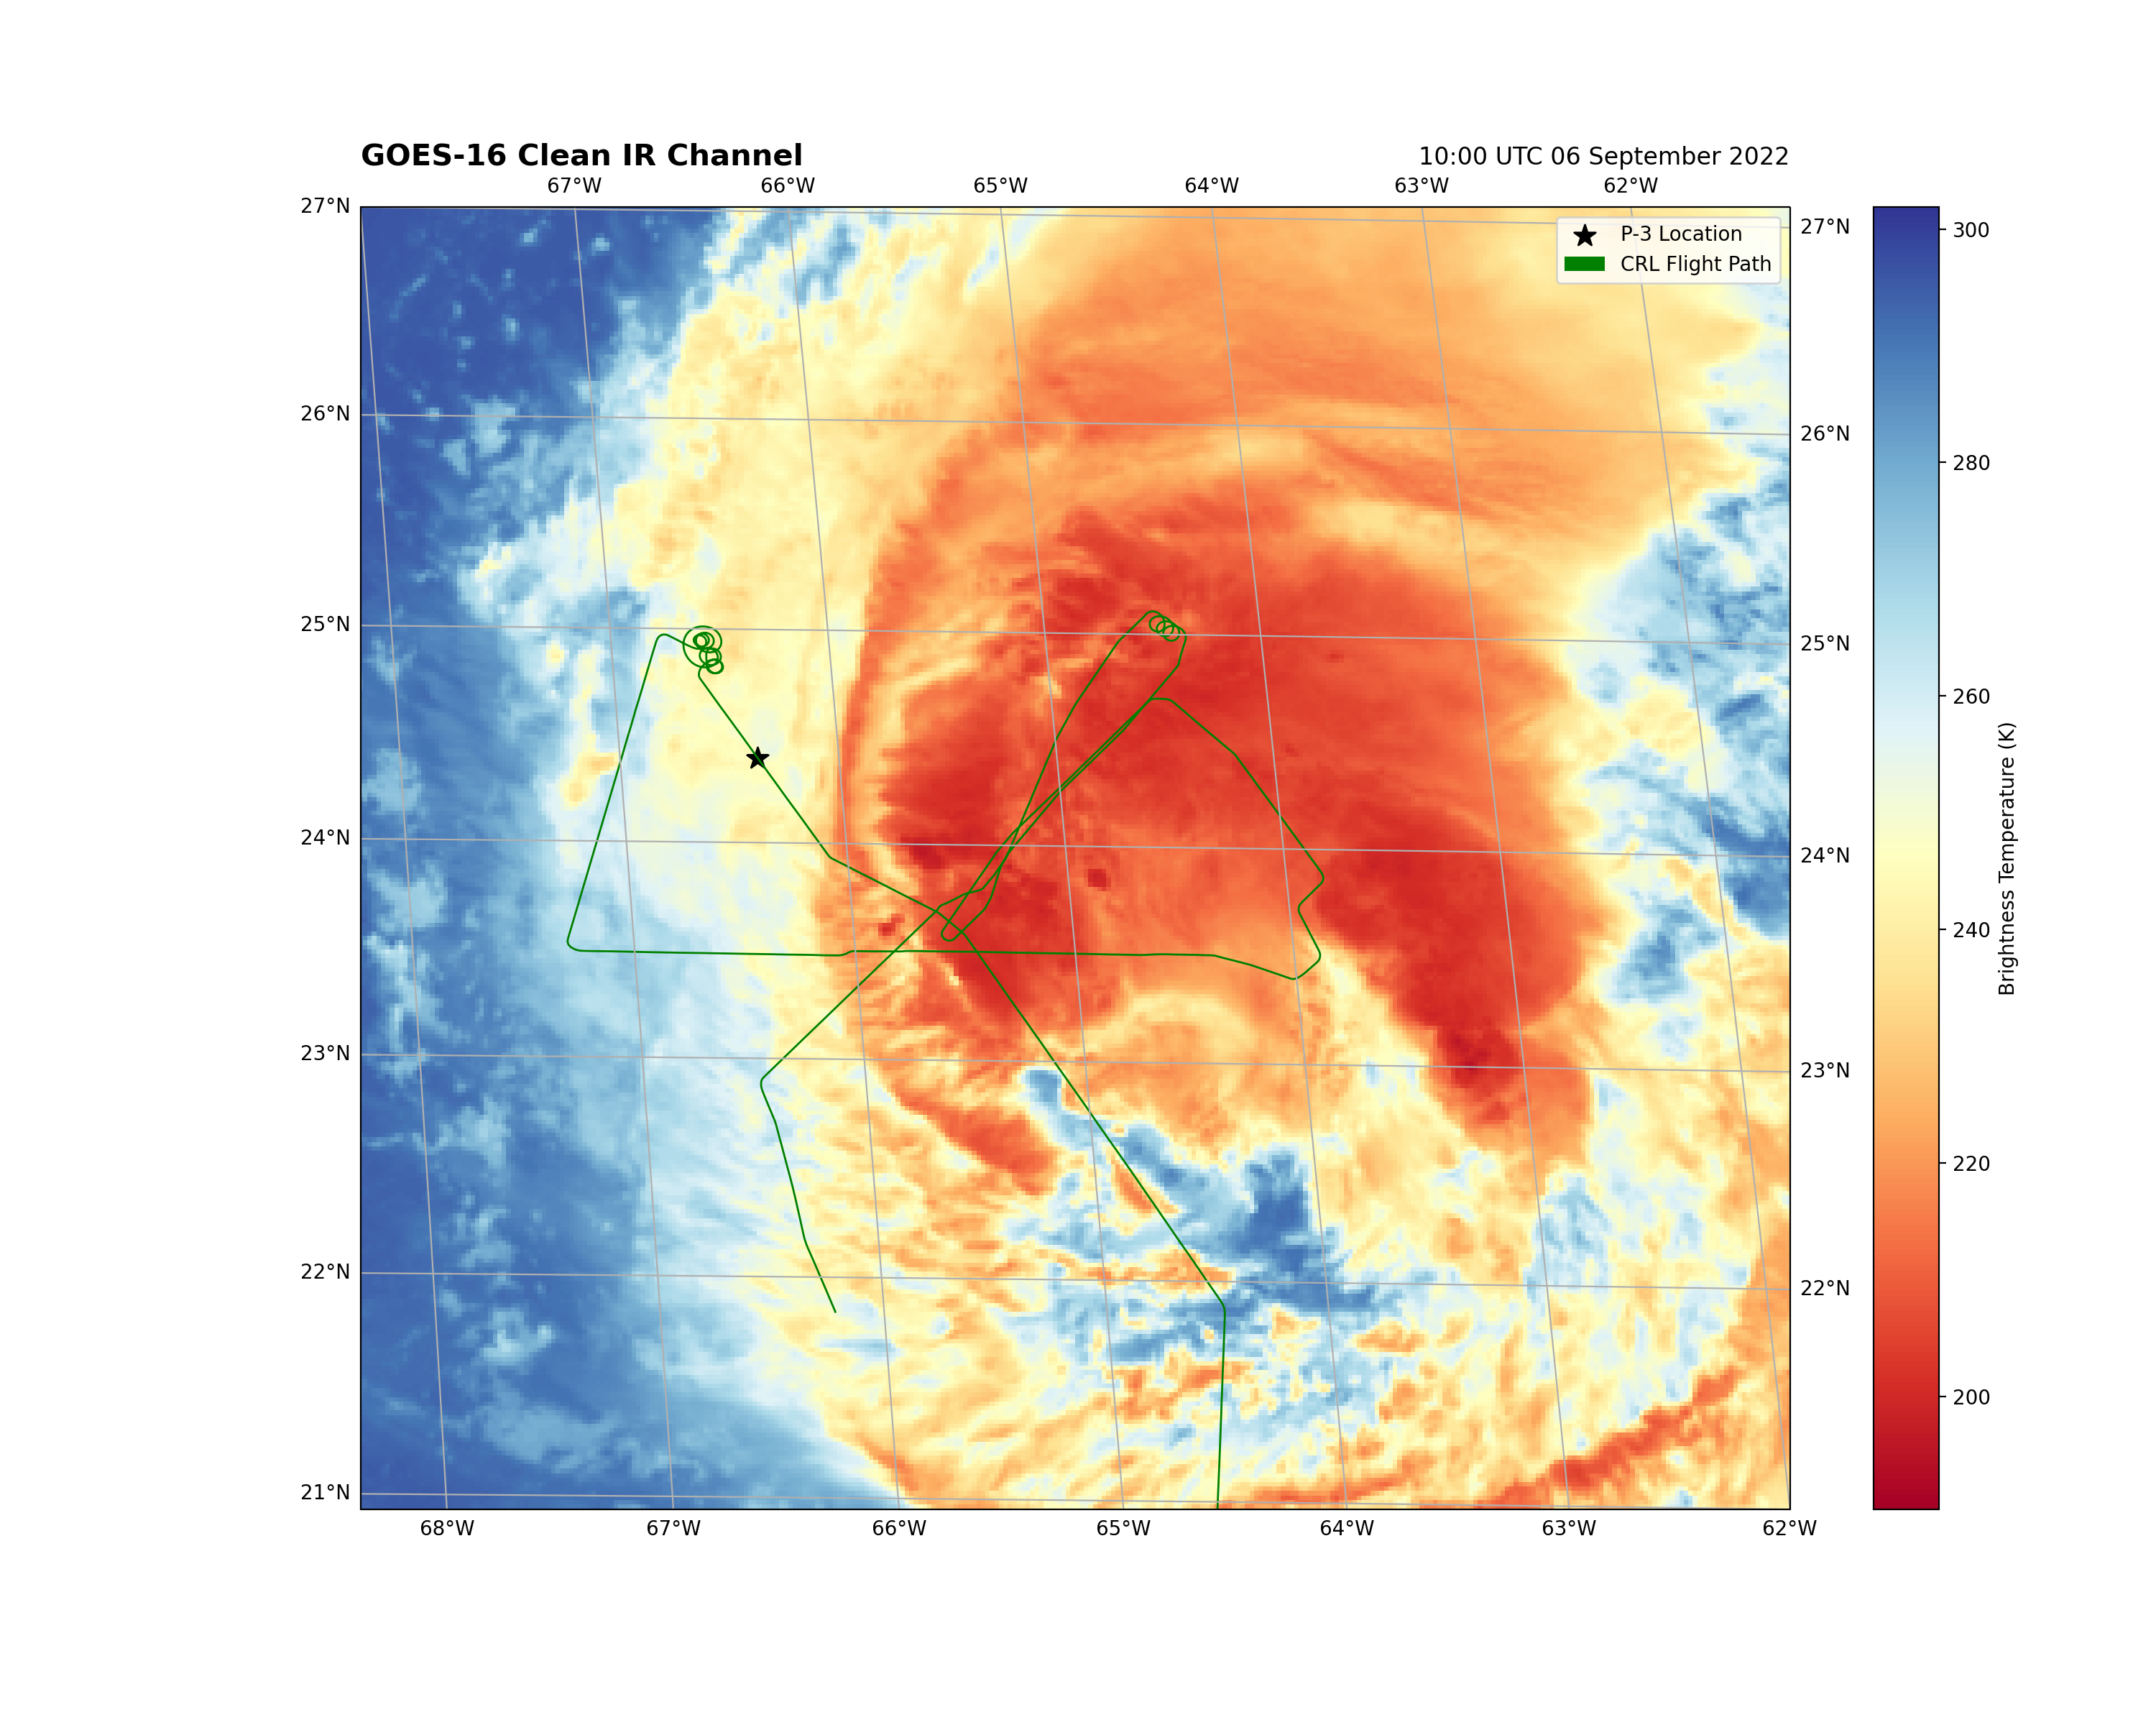 GOES-16 Clean IR Channel
10:00 UTC 06 September 2022
67°W 66°W 65°W 64°W 63°W 62°W
P-3 Location
CRL Flight Path
27°N
26°N
25°N
24°N
23°N
22°N
21°N
27°N
26°N
25°N
24°N
23°N
22°N
68°W 67°W 66°W 65°W 64°W 63°W 62°W
300
280
260
240
220
200
Brightness Temperature (K)